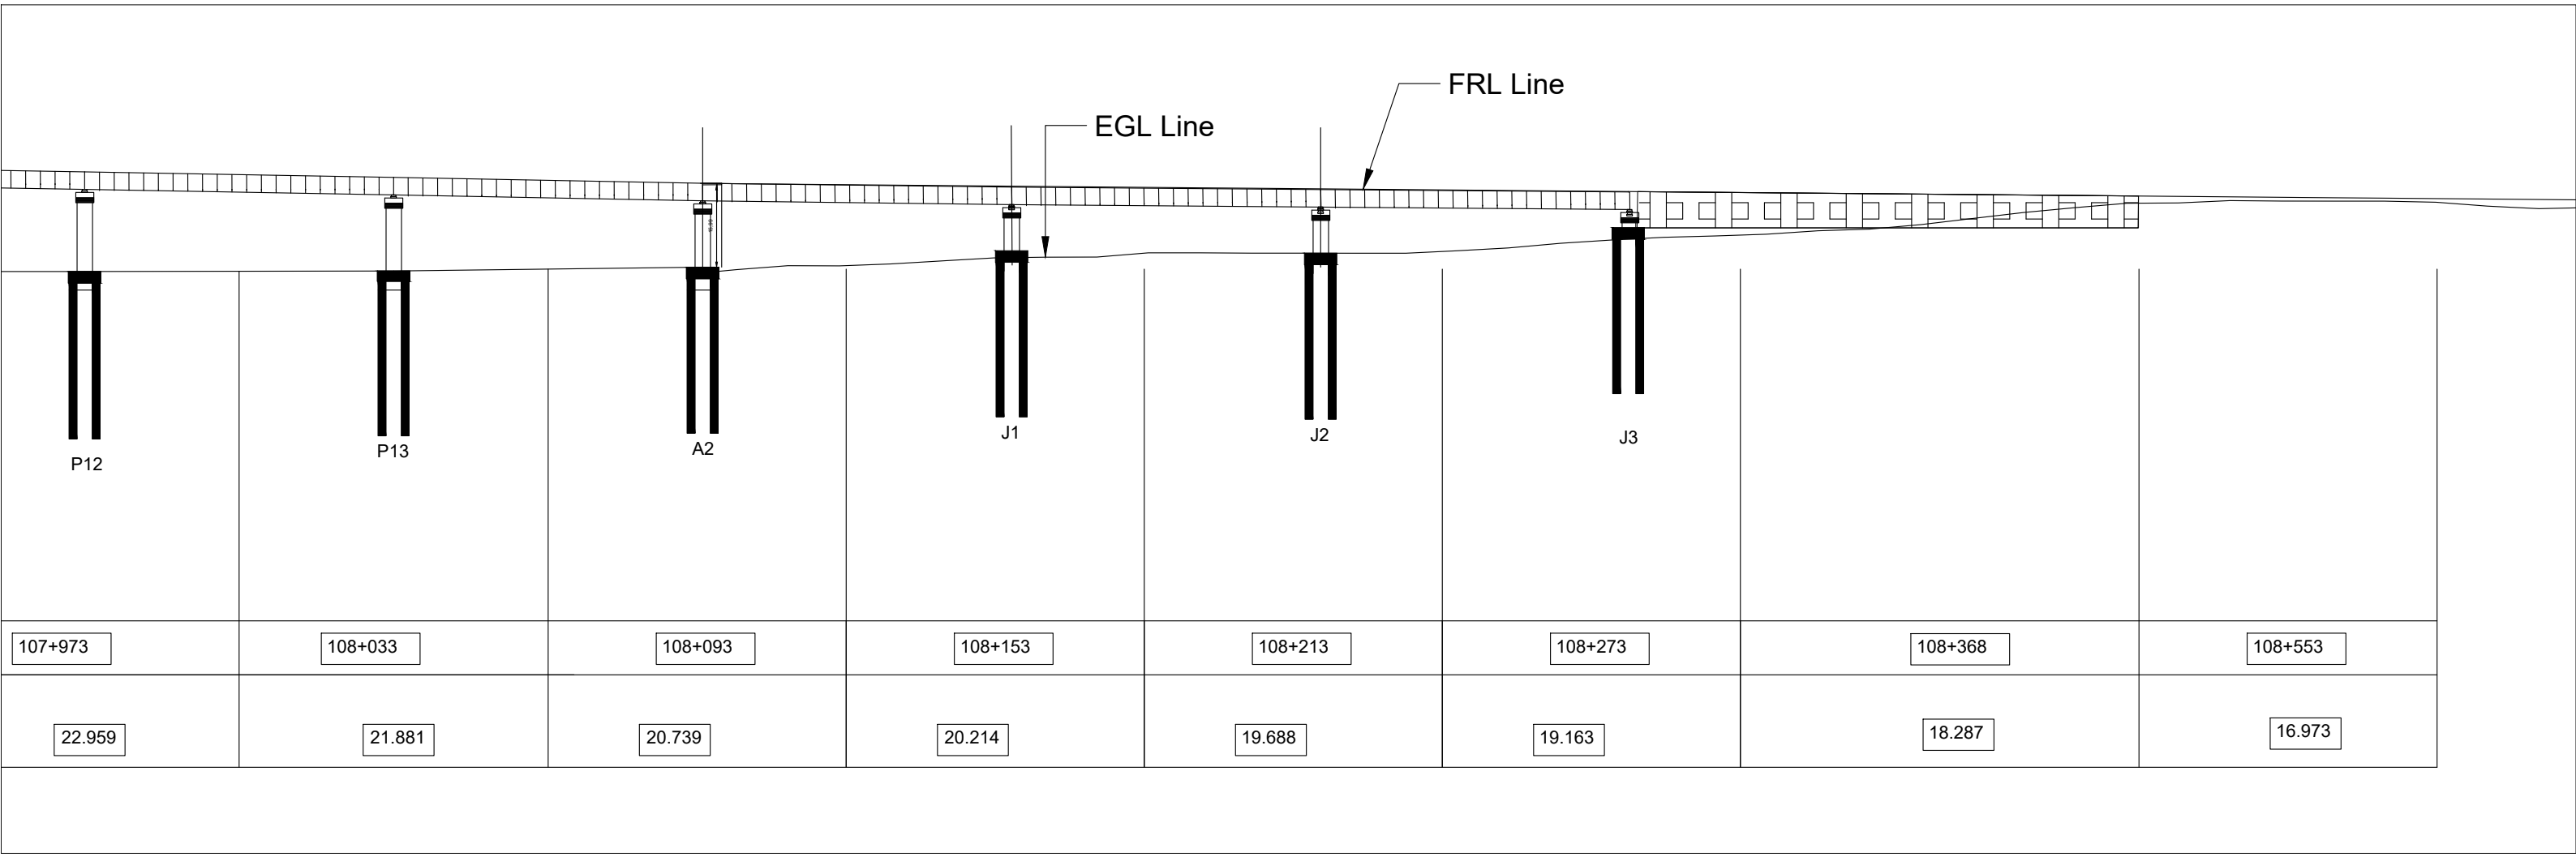 FRL Line
EGL Line
P12
P13
A2
J1
J2
J3
107+973
108+033
108+093
108+153
108+213
108+273
108+368
108+553
22.959
21.881
20.739
20.214
19.688
19.163
18.287
16.973